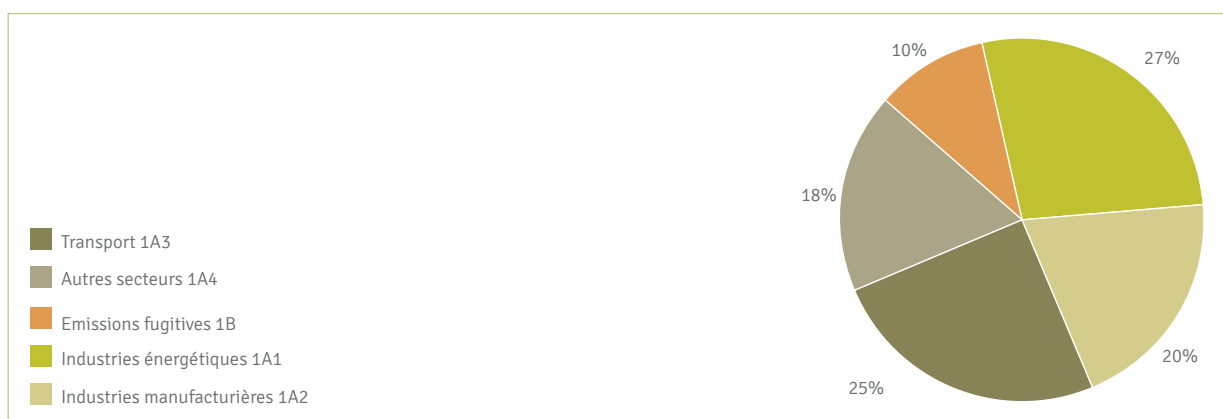 10%
27%
18%
Transport 1A3
Autres secteurs 1A4
Emissions fugitives 1B
Industries énergétiques 1A1
20%
25%
Industries manufacturières 1A2